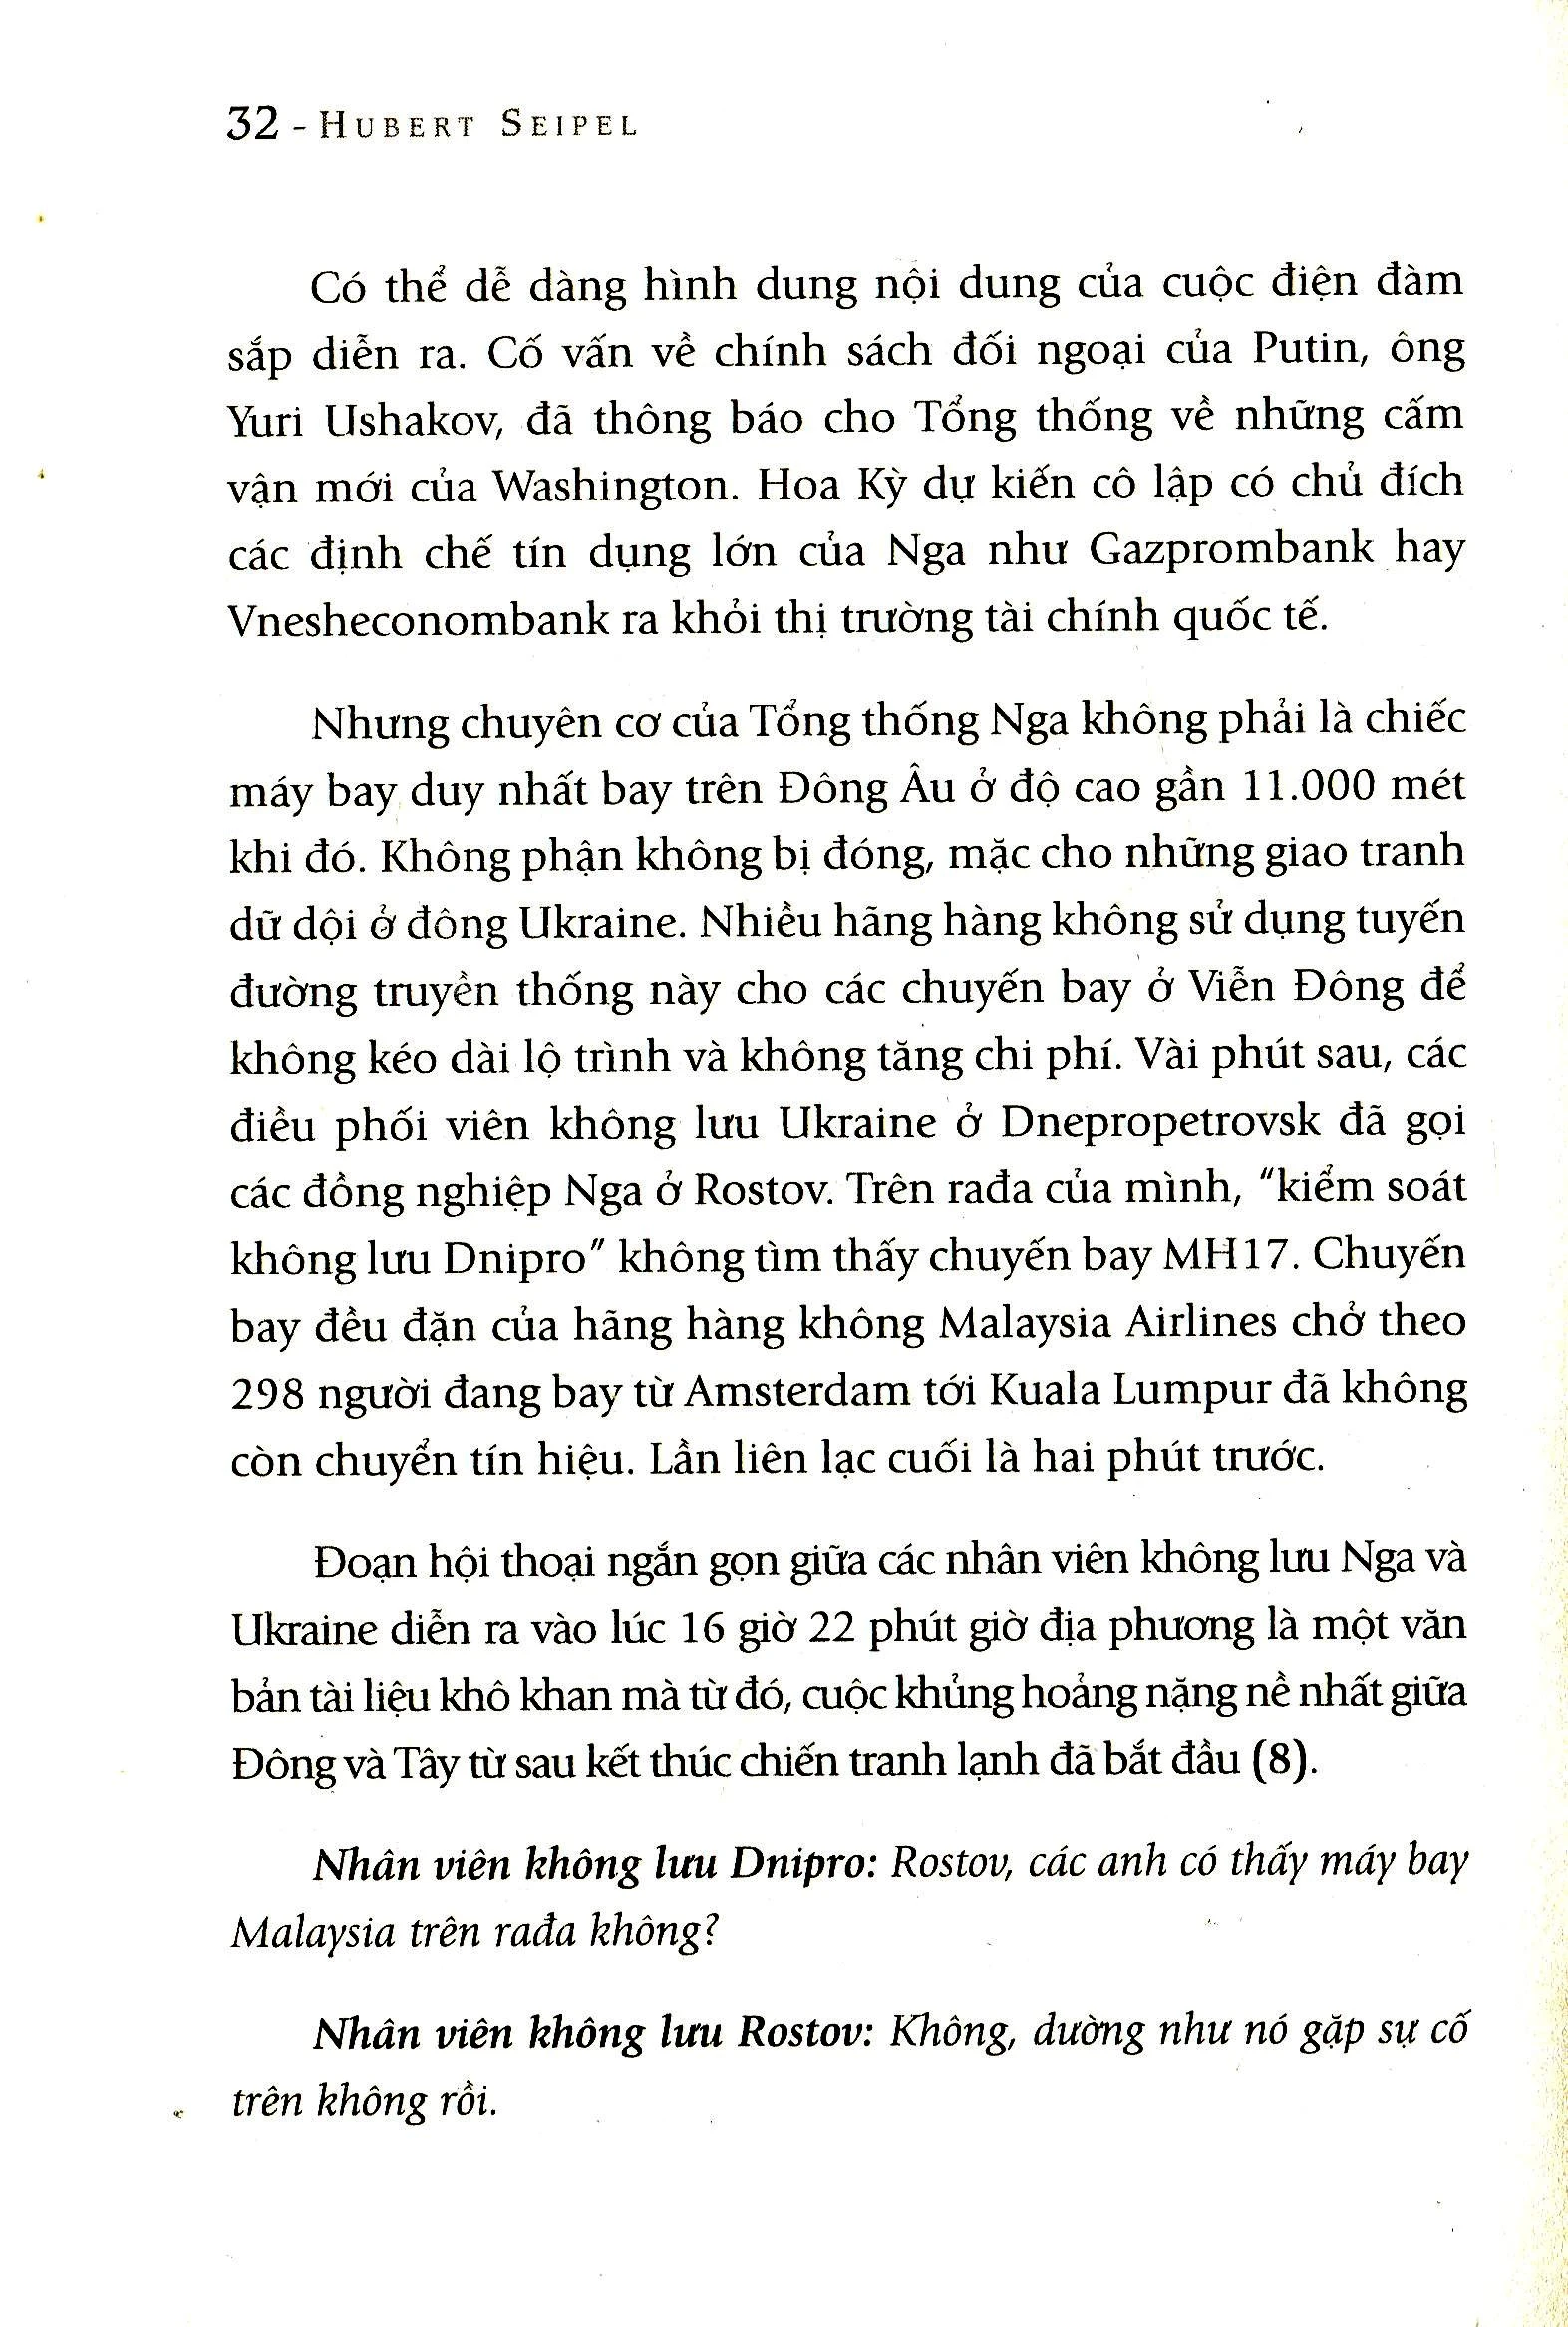 32 - HUBERT SEIPEL
Có thể dễ dàng hình dung nội dung của cuộc điện đàm
sắp diễn ra. Cố vấn về chính sách đối ngoại của Putin, ông
Yuri Ushakov, đã thông báo cho Tổng thống về những cấm
vận mới của Washington. Hoa Kỳ dự kiến cô lập có chủ đích
các định chế tín dụng lớn của Nga như Gazprombank hay
Vnesheconombank ra khỏi thị trường tài chính quốc tế.
Nhưng chuyên cơ của Tổng thống Nga không phải là chiếc
máy bay duy nhất bay trên Đông Âu ở độ cao gần 11.000 mét
khi đó. Không phận không bị đóng, mặc cho những giao tranh
dữ dội ở đông Ukraine. Nhiều hãng hàng không sử dụng tuyến
đường truyền thống này cho các chuyến bay ở Viễn Đông để
không kéo dài lộ trình và không tăng chi phí. Vài phút sau, các
điều phối viên không lưu Ukraine ở Dnepropetrovsk đã gọi
các đồng nghiệp Nga ở Rostov. Trên rađa của mình, "kiểm soát
không lưu Dnipro" không tìm thấy chuyến bay MH17. Chuyến
bay đều đặn của hãng hàng không Malaysia Airlines chở theo
298 người đang bay từ Amsterdam tới Kuala Lumpur đã không
còn chuyển tín hiệu. Lần liên lạc cuối là hai phút trước.
Đoạn hội thoại ngắn gọn giữa các nhân viên không lưu Nga và
Ukraine diễn ra vào lúc 16 giờ 22 phút giờ địa phương là một văn
bản tài liệu khô khan mà từ đó, cuộc khủng hoảng nặng nề nhất giữa
Đông và Tây từ sau kết thúc chiến tranh lạnh đã bắt đầu (8).
Nhân viên không lưu Dnipro: Rostov, các anh có thấy máy bay
Malaysia trên rađa không?
Nhân viên không lưu Rostov: Không, dường như nó gặp sự cố
trên không rồi.